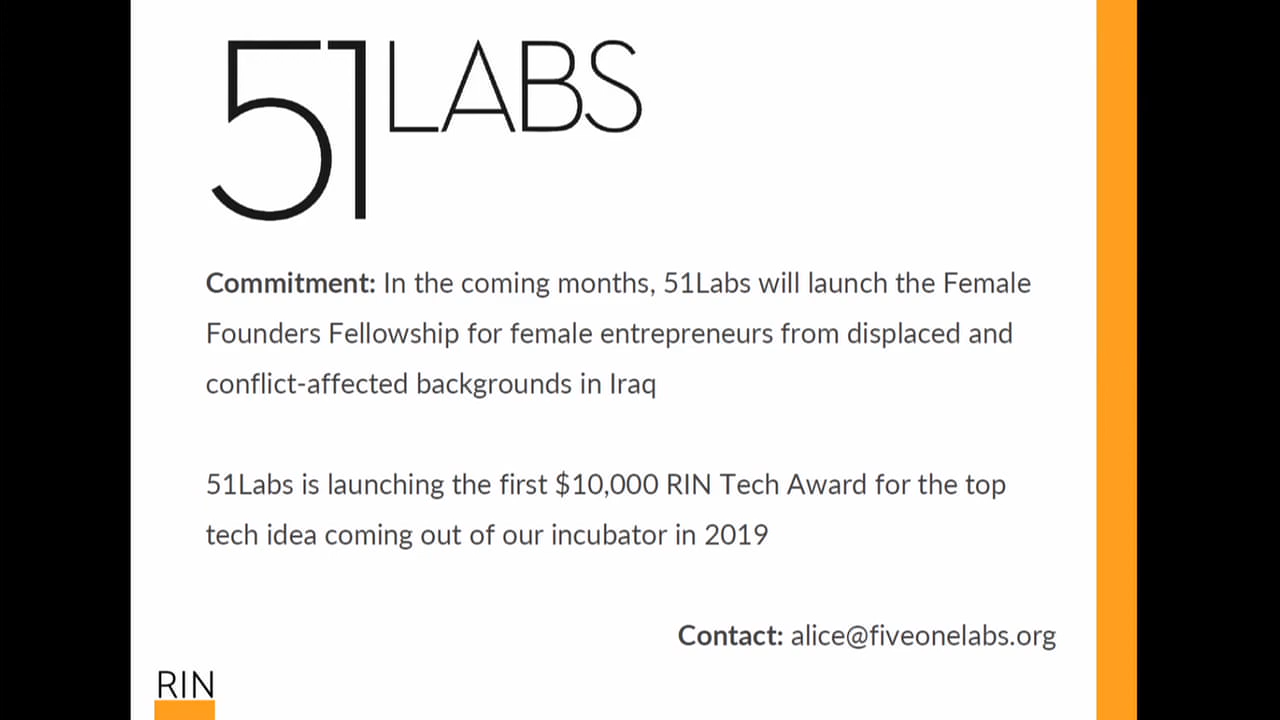 51LABS
Commitment: In the coming months, 51Labs will launch the Female
Founders Fellowship for female entrepreneurs from displaced and
conflict-affected backgrounds in Iraq
51Labs is launching the first $10,000 RIN Tech Award for the top
tech idea coming out of our incubator in 2019
Contact: alice@fiveonelabs.org
RIN